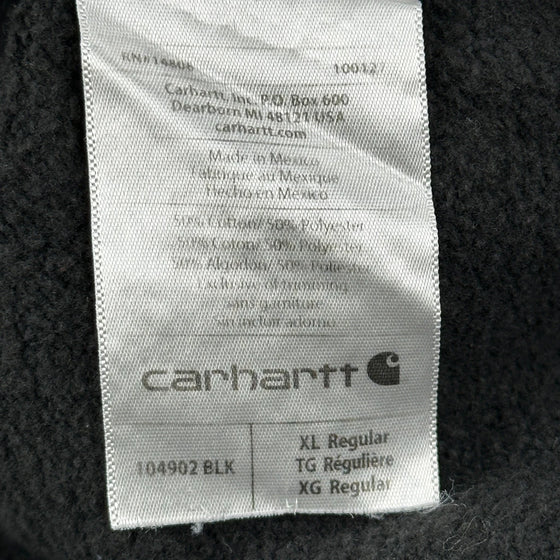 RN#14806 100127
Carhartt, Inc. P.O. Box 600
Dearborn MI 48121 USA
carhartt.com
Made in Mexico
Fabriqué au Mexique
Hecho en México
50% Cotton/ 50% Polyester
50% Coton/ 50% Polyester
50% Algodon/ 50% Poliester
Exclusive of trimming
sans garniture
sin incluir adorno
carhartt
104902 BLK
XL Regular
TG Régulière
XG Regular